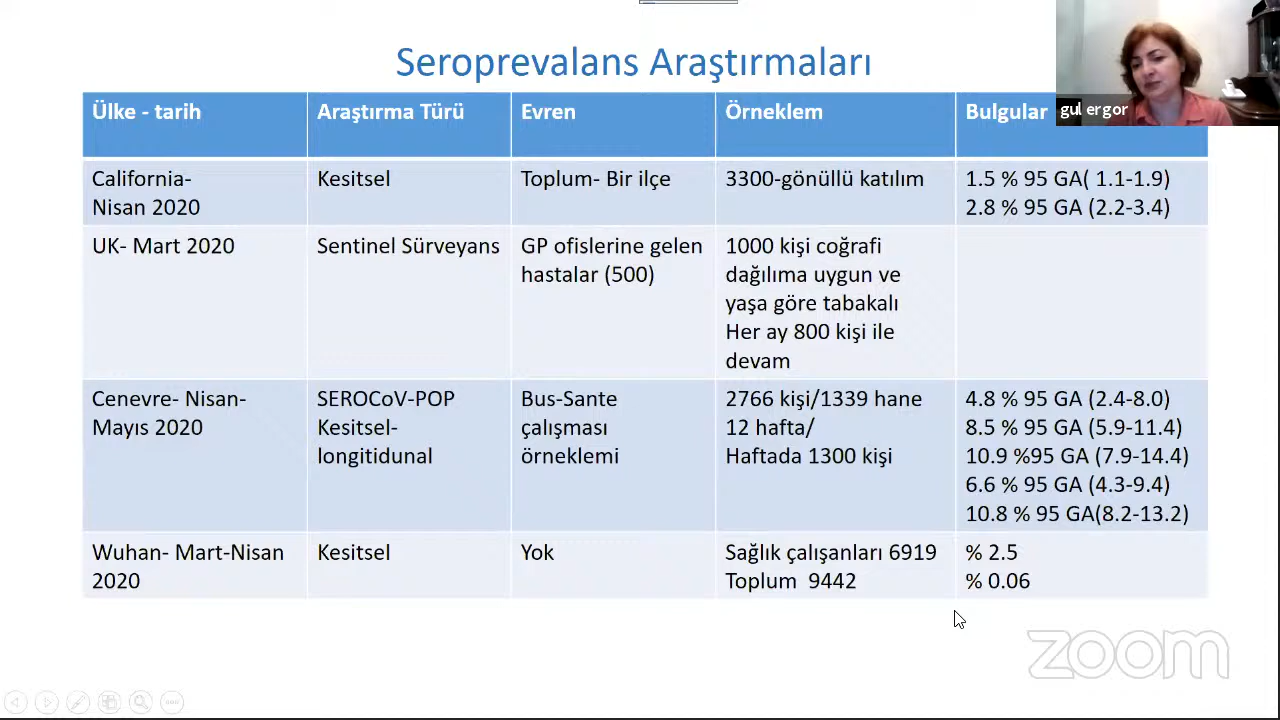 Seroprevalans Araştırmaları
gul ergor
Ülke - tarih
Araştırma Türü
Evren
Örneklem
Bulgular
California-
Nisan 2020
Kesitsel
Toplum- Bir ilçe
3300-gönüllü katılım
1.5 % 95 GA( 1.1-1.9)
2.8 % 95 GA (2.2-3.4)
UK- Mart 2020
Sentinel Sürveyans
GP ofislerine gelen
hastalar (500)
1000 kişi coğrafi
dağılıma uygun ve
yaşa göre tabakalı
Her ay 800 kişi ile
devam
Cenevre- Nisan-
Mayıs 2020
SEROCoV-POP
Kesitsel-
longitidunal
Bus-Sante
çalışması
örneklemi
2766 kişi/1339 hane
12 hafta/
Haftada 1300 kişi
4.8 % 95 GA (2.4-8.0)
8.5 % 95 GA (5.9-11.4)
10.9 %95 GA (7.9-14.4)
6.6 % 95 GA (4.3-9.4)
10.8 % 95 GA(8.2-13.2)
Wuhan- Mart-Nisan
2020
Kesitsel
Yok
Sağlık çalışanları 6919
Toplum  9442
% 2.5
% 0.06
zoom